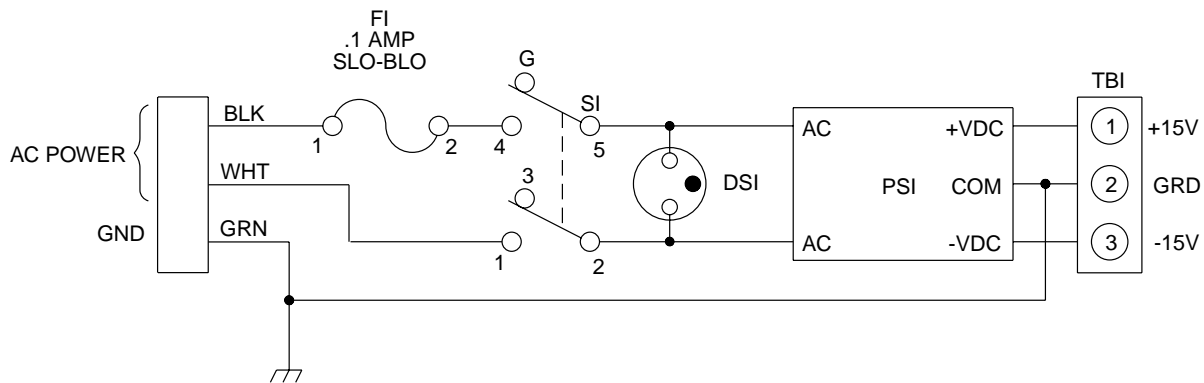 FI
.1 AMP
SLO-BLO
G
SI
TBI
BLK
AC
+VDC
1
+15V
1
2
4
5
AC POWER
WHT
3
DSI
PSI
COM
2
GRD
GND
GRN
1
2
AC
-VDC
3
-15V